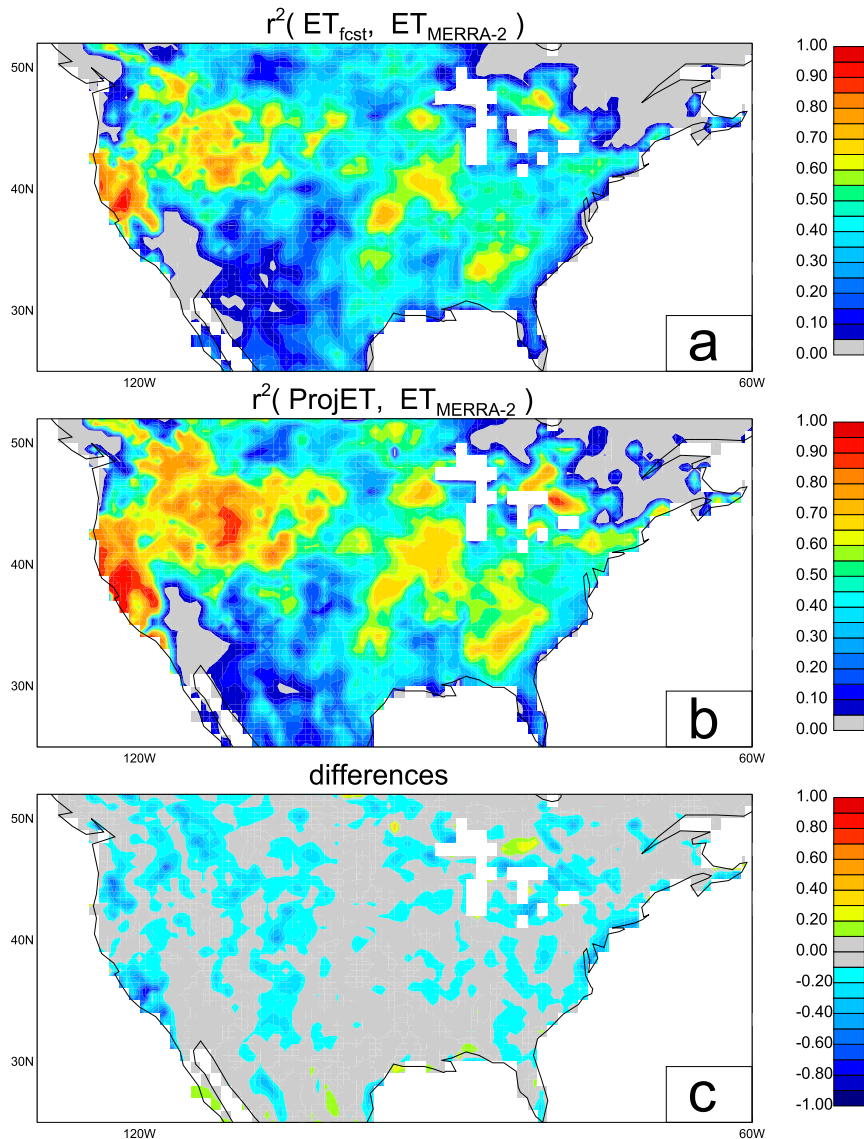 r²( ET_fcst, ET_MERRA-2 )
50N
40N
30N
120W
60W
a
1.00
0.90
0.80
0.70
0.60
0.50
0.40
0.30
0.20
0.10
0.00
r²( ProjET, ET_MERRA-2 )
50N
40N
30N
120W
60W
b
1.00
0.90
0.80
0.70
0.60
0.50
0.40
0.30
0.20
0.10
0.00
differences
50N
40N
30N
120W
60W
c
1.00
0.80
0.60
0.40
0.20
0.00
-0.20
-0.40
-0.60
-0.80
-1.00